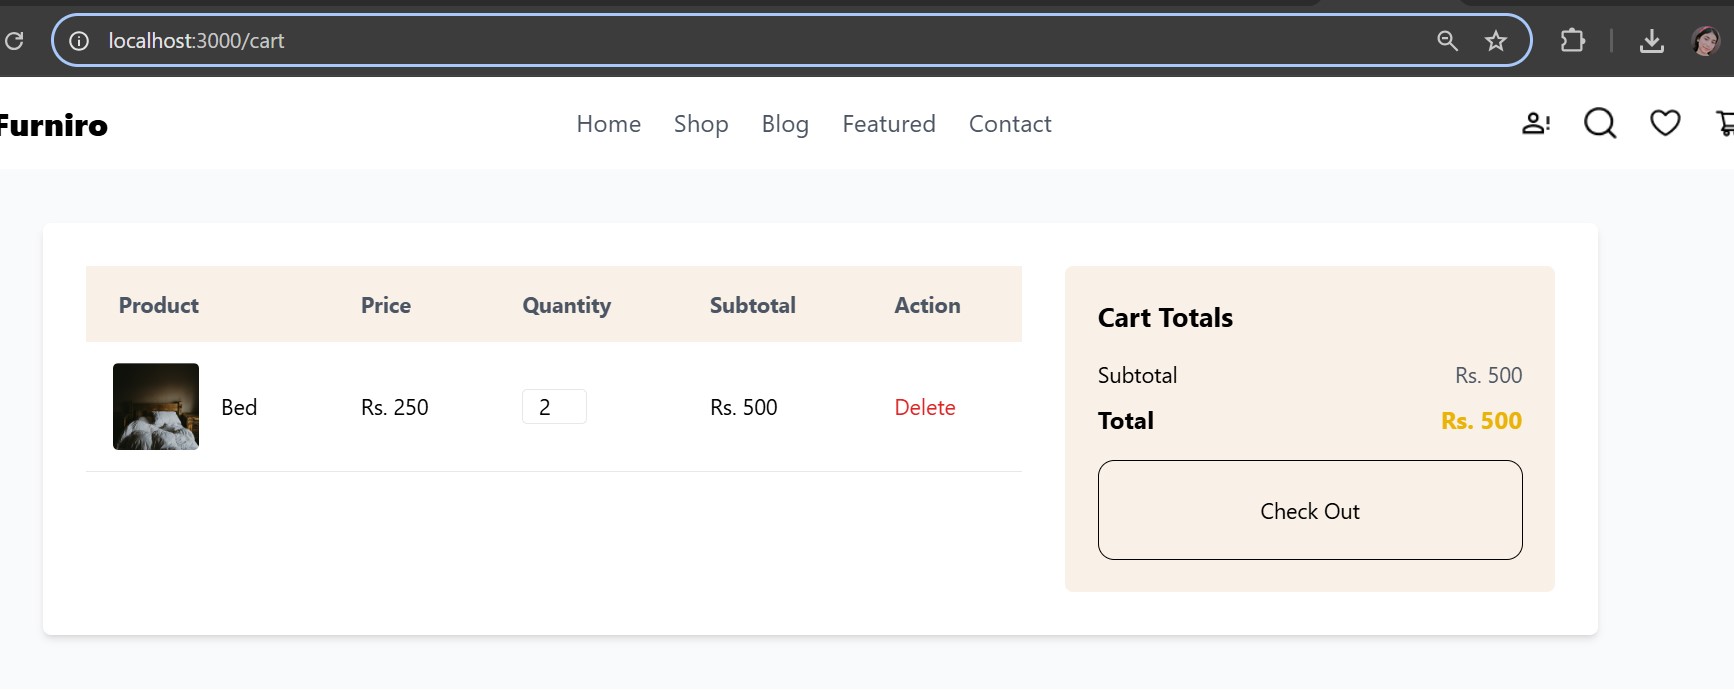 localhost:3000/cart
Furniro
Home Shop Blog Featured Contact
Product Price Quantity Subtotal Action
Bed Rs. 250 2 Rs. 500 Delete
Cart Totals
Subtotal Rs. 500
Total Rs. 500
Check Out